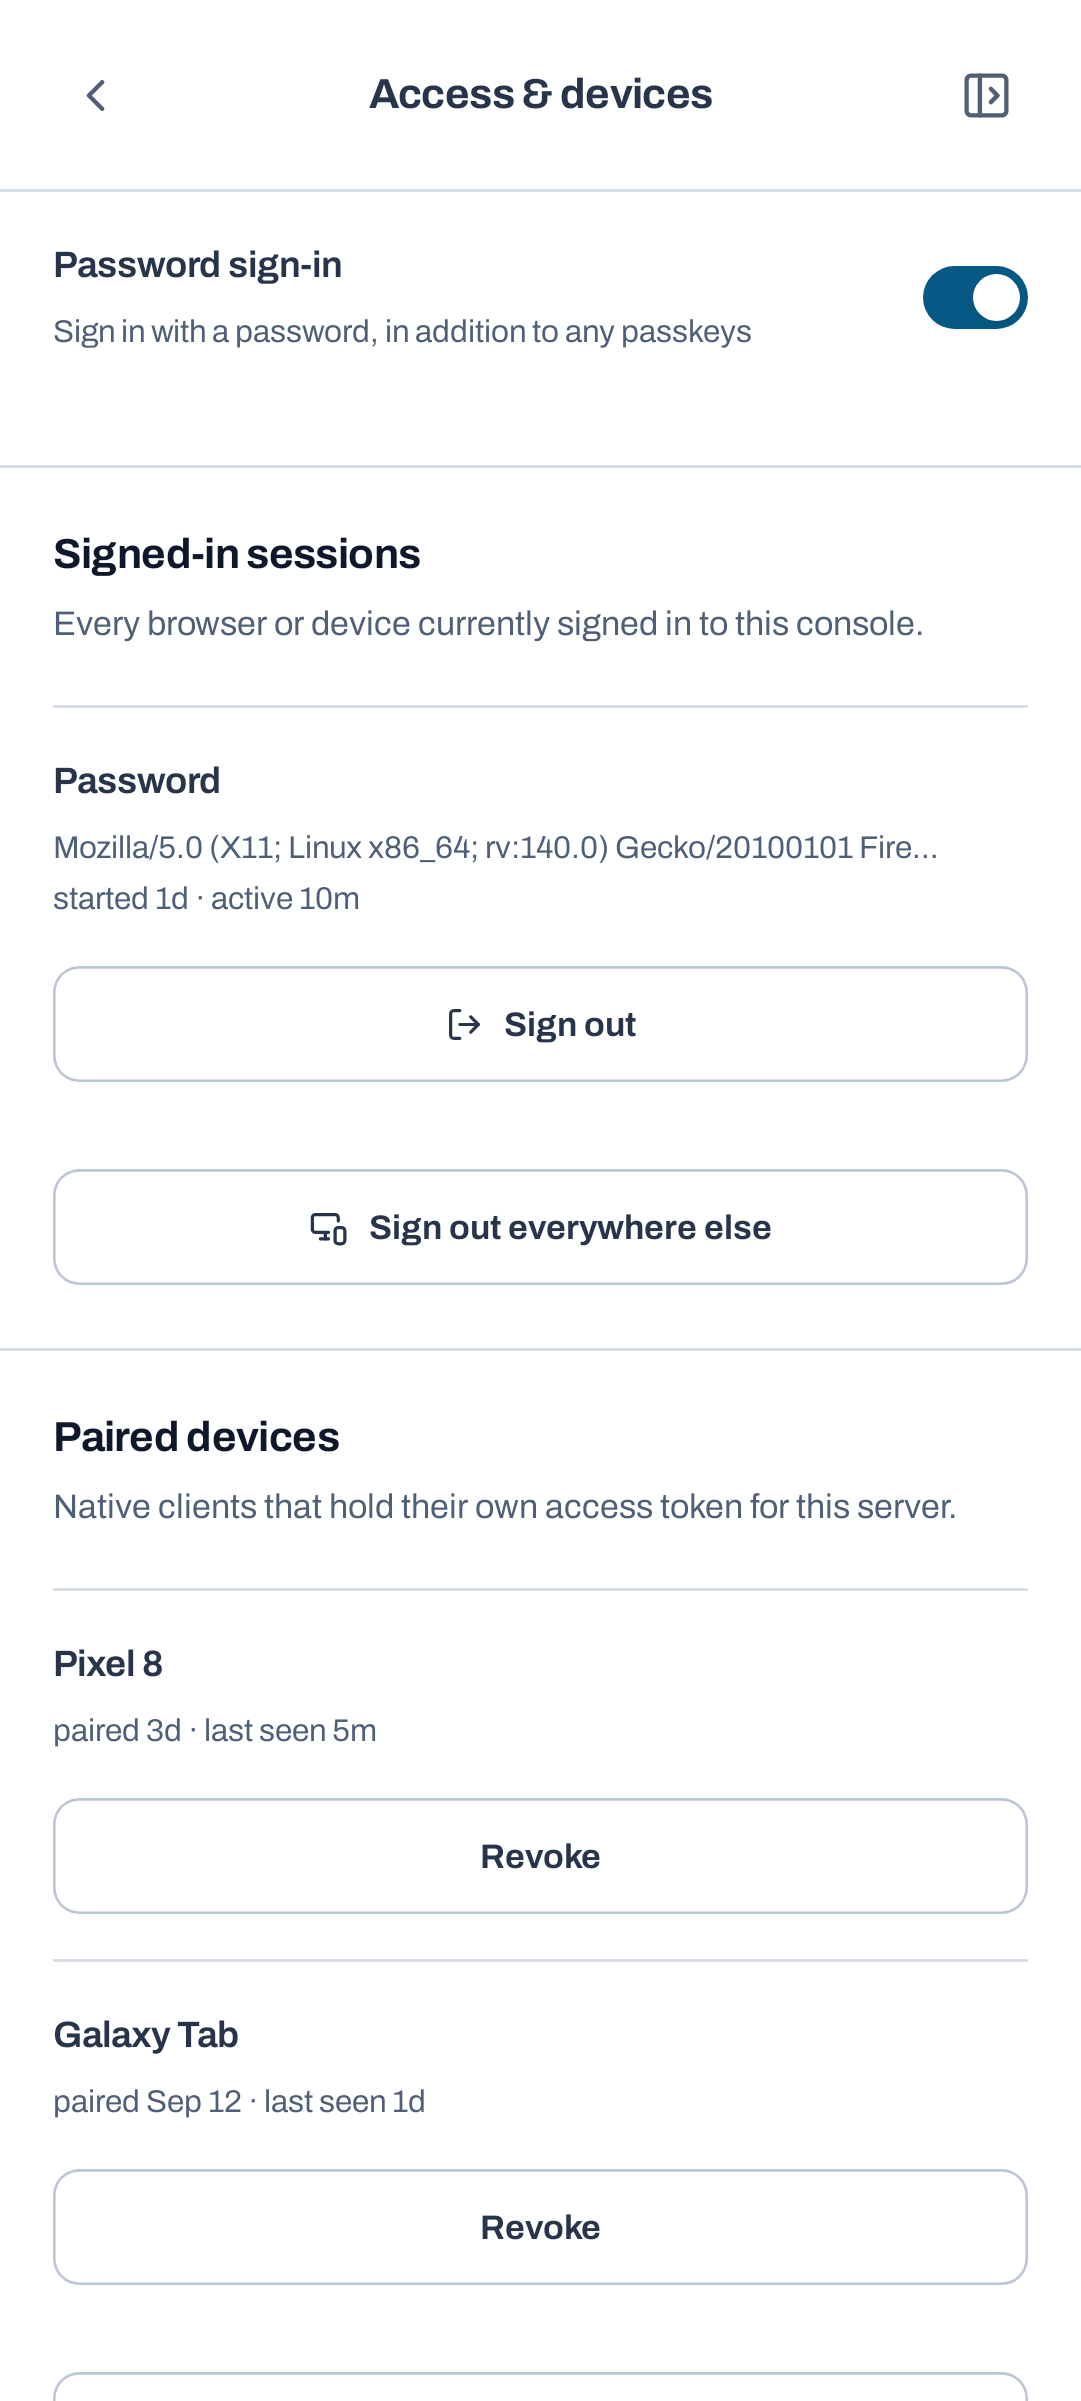 Access & devices
Password sign-in
Sign in with a password, in addition to any passkeys
Signed-in sessions
Every browser or device currently signed in to this console.
Password
Mozilla/5.0 (X11; Linux x86_64; rv:140.0) Gecko/20100101 Fire...
started 1d · active 10m
Sign out
Sign out everywhere else
Paired devices
Native clients that hold their own access token for this server.
Pixel 8
paired 3d · last seen 5m
Revoke
Galaxy Tab
paired Sep 12 · last seen 1d
Revoke